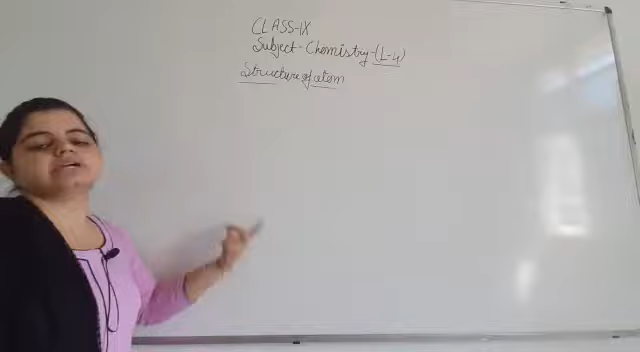 CLASS-IX
Subject-Chemistry-(L-4)
Structure of atom